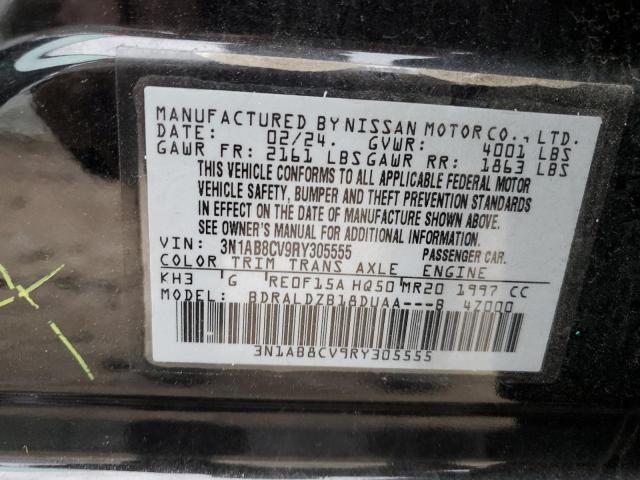 MANUFACTURED BY NISSAN MOTOR CO., LTD.
DATE: 02/24. GVWR: 4001 LBS
GAWR FR: 2161 LBS GAWR RR: 1863 LBS
THIS VEHICLE CONFORMS TO ALL APPLICABLE FEDERAL MOTOR
VEHICLE SAFETY, BUMPER AND THEFT PREVENTION STANDARDS
IN EFFECT ON THE DATE OF MANUFACTURE SHOWN ABOVE.
SEE OWNER'S MANUAL FOR ADDITIONAL INFORMATION.
VIN: 3N1AB8CV9RY305555 PASSENGER CAR.
COLOR TRIM TRANS AXLE ENGINE
KH3 'G RE0F15A HQ50 MR20 1997 CC
MODEL: BDRALDZB18DUAA---B 4Z000
3N1AB8CV9RY305555